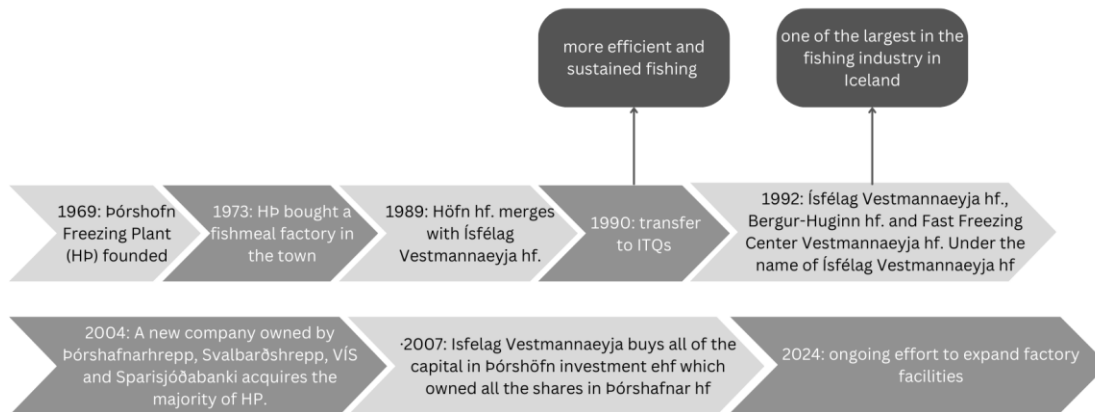 more efficient and
sustained fishing
one of the largest in the
fishing industry in
Iceland
1969: Þórshofn
Freezing Plant
(HÞ) founded
1973: HÞ bought a
fishmeal factory in
the town
1989: Höfn hf. merges
with Ísfélag
Vestmannaeyja hf.
1990: transfer
to ITQs
1992: Ísfélag Vestmannaeyja hf.,
Bergur-Huginn hf. and Fast Freezing
Center Vestmannaeyja hf. Under the
name of Ísfélag Vestmannaeyja hf
2004: A new company owned by
Þórshafnarhrepp, Svalbarðshrepp, VÍS
and Sparisjóðabanki acquires the
majority of HP.
·2007: Isfelag Vestmannaeyja buys all of the
capital in Þórshöfn investment ehf which
owned all the shares in Þórshafnar hf
2024: ongoing effort to expand factory
facilities